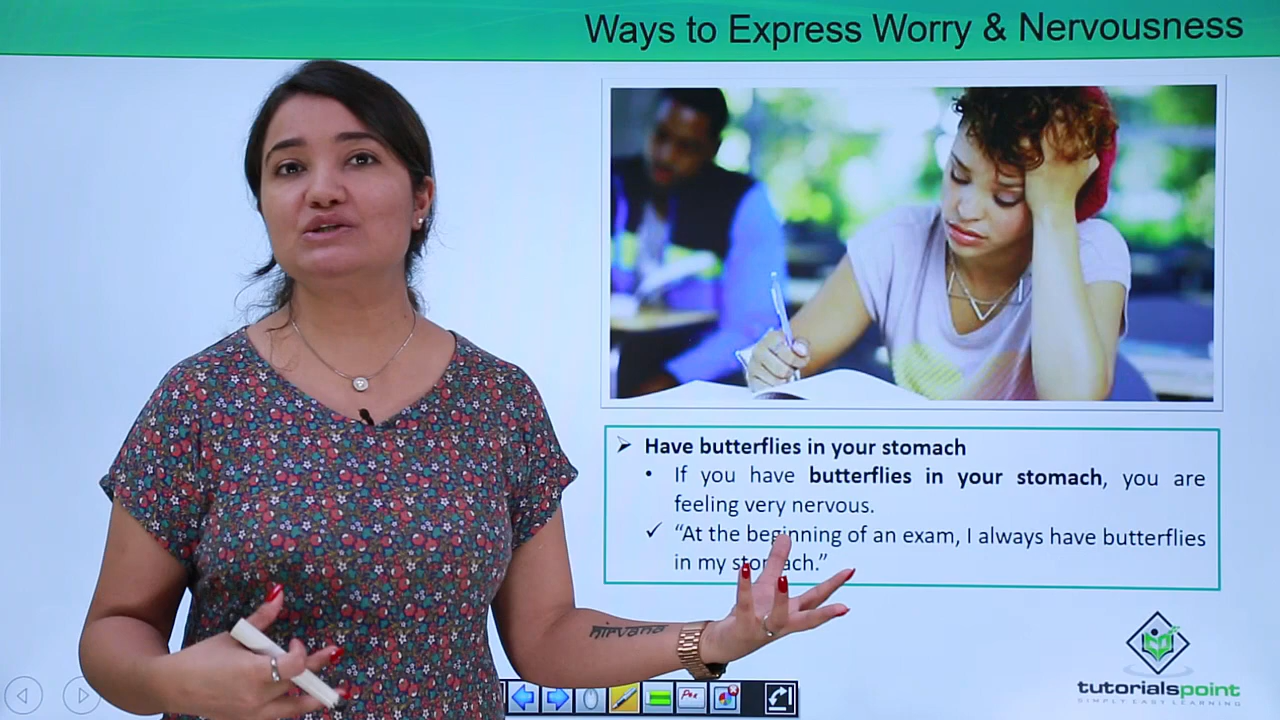 Ways to Express Worry & Nervousness
➢ Have butterflies in your stomach
• If you have butterflies in your stomach, you are
feeling very nervous.
✓ “At the beginning of an exam, I always have butterflies
in my stomach.”
nirvana
Pex
tutorialspoint
SIMPLY EASY LEARNING